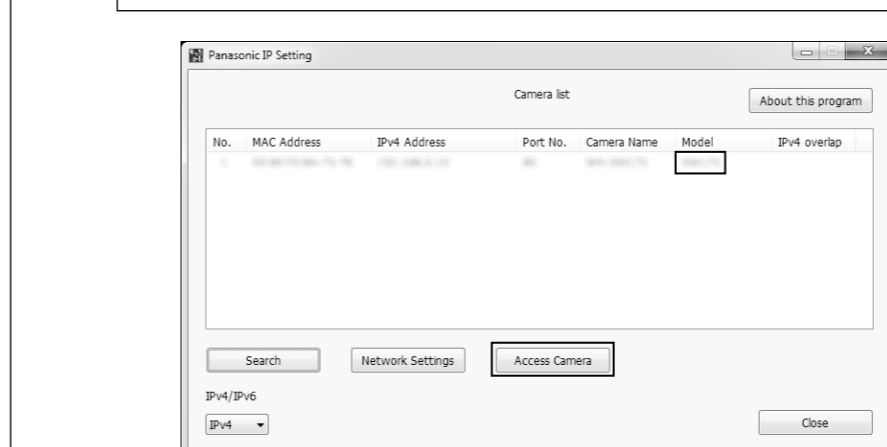 Panasonic IP Setting
Camera list
About this program
No. MAC Address IPv4 Address Port No. Camera Name Model IPv4 overlap
Search Network Settings Access Camera
IPv4/IPv6
IPv4
Close